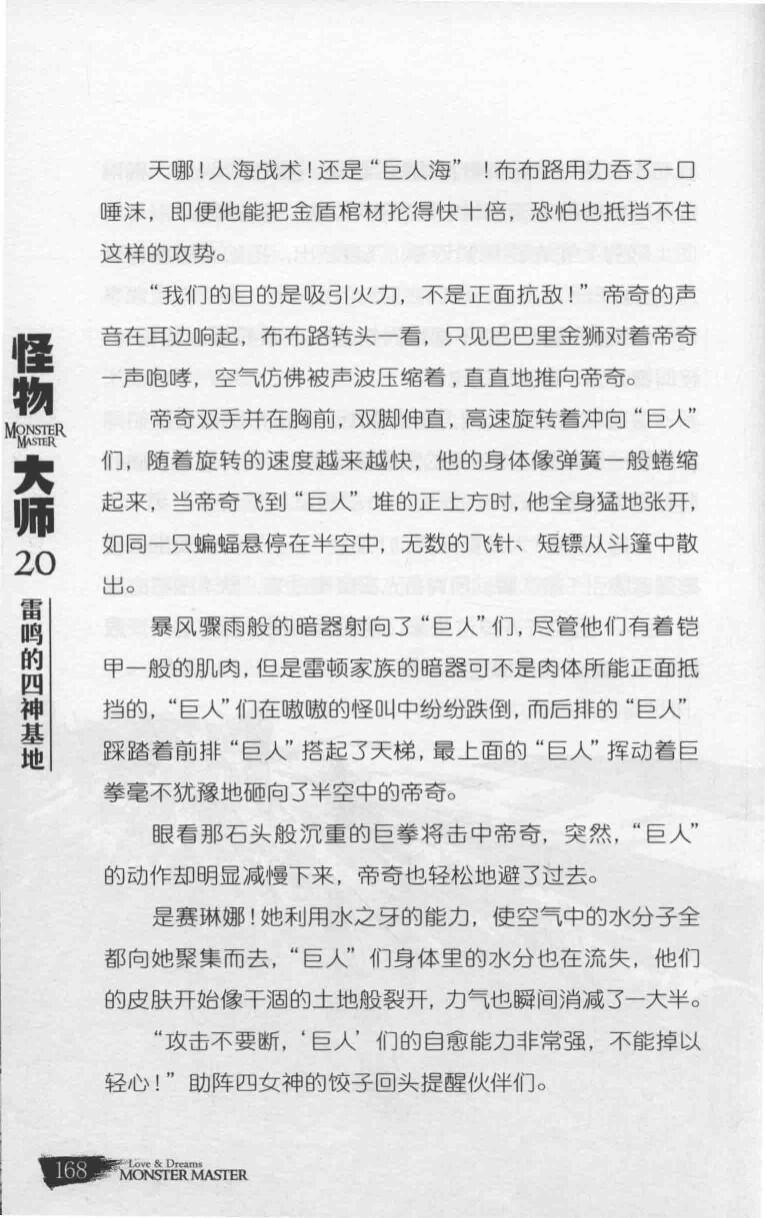 天哪！人海战术！还是“巨人海”！布布路用力吞了一口
唾沫，即便他能把金盾棺材抡得快十倍，恐怕也抵挡不住
这样的攻势。
“我们的目的是吸引火力，不是正面抗敌！”帝奇的声
音在耳边响起，布布路转头一看，只见巴巴里金狮对着帝奇
一声咆哮，空气仿佛被声波压缩着，直直地推向帝奇。
帝奇双手并在胸前，双脚伸直，高速旋转着冲向“巨人”
们，随着旋转的速度越来越快，他的身体像弹簧一般蜷缩
起来，当帝奇飞到“巨人”堆的正上方时，他全身猛地张开，
如同一只蝙蝠悬停在半空中，无数的飞针、短镖从斗篷中散
出。
暴风骤雨般的暗器射向了“巨人”们，尽管他们有着铠
甲一般的肌肉，但是雷顿家族的暗器可不是肉体所能正面抵
挡的，“巨人”们在嗷嗷的怪叫中纷纷跌倒，而后排的“巨人”
踩踏着前排“巨人”搭起了天梯，最上面的“巨人”挥动着巨
拳毫不犹豫地砸向了半空中的帝奇。
眼看那石头般沉重的巨拳将击中帝奇，突然，“巨人”
的动作却明显减慢下来，帝奇也轻松地避了过去。
是赛琳娜！她利用水之牙的能力，使空气中的水分子全
都向她聚集而去，“巨人”们身体里的水分也在流失，他们
的皮肤开始像干涸的土地般裂开，力气也瞬间消减了一大半。
“攻击不要断，‘巨人’们的自愈能力非常强，不能掉以
轻心！”助阵四女神的饺子回头提醒伙伴们。
怪物
MONSTER
MASTER
大师
20
雷鸣的四神基地
168
Love & Dreams
MONSTER MASTER